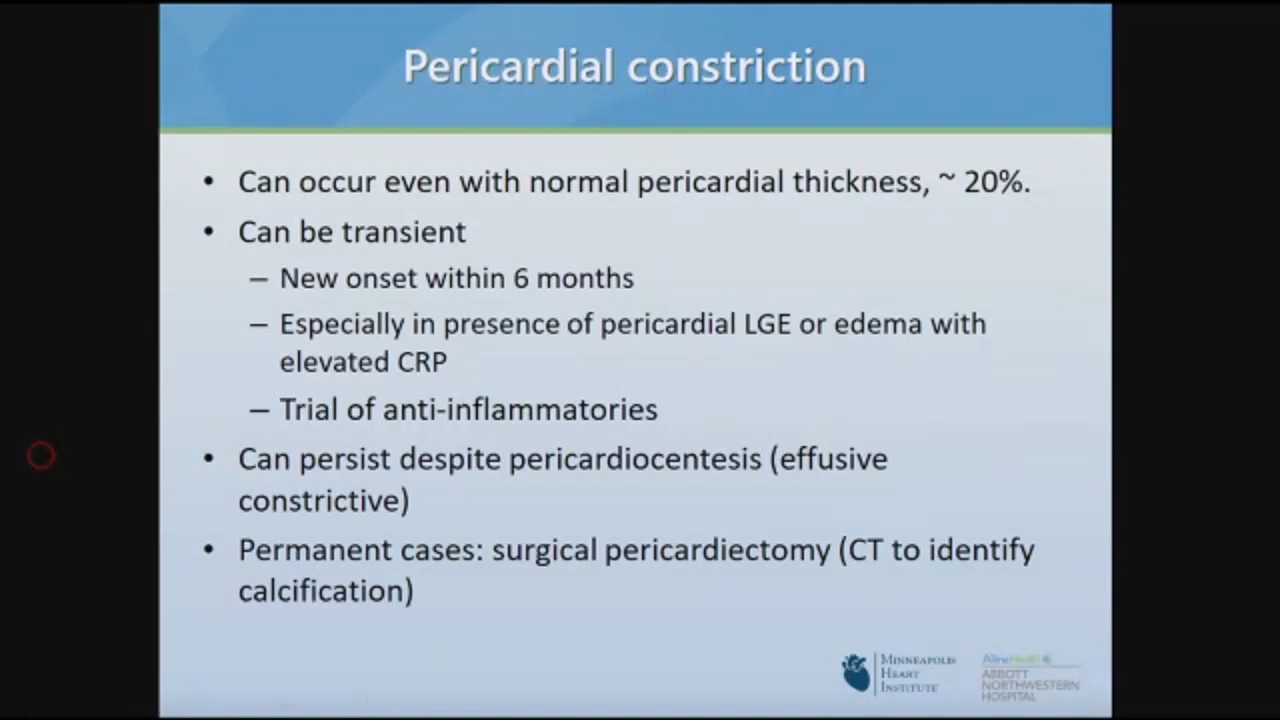 Pericardial constriction
• Can occur even with normal pericardial thickness, ~ 20%.
• Can be transient
– New onset within 6 months
– Especially in presence of pericardial LGE or edema with
elevated CRP
– Trial of anti-inflammatories
• Can persist despite pericardiocentesis (effusive
constrictive)
• Permanent cases: surgical pericardiectomy (CT to identify
calcification)
MINNEAPOLIS
HEART
INSTITUTE
AllinaHealth
ABBOTT
NORTHWESTERN
HOSPITAL